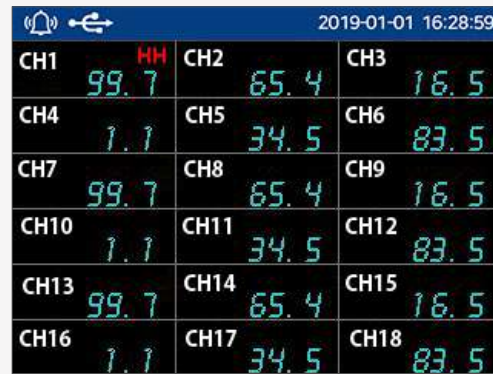 2019-01-01 16:28:59
CH1 HH 99.7 CH2 65.4 CH3 16.5
CH4 1.1 CH5 34.5 CH6 83.5
CH7 99.7 CH8 65.4 CH9 16.5
CH10 1.1 CH11 34.5 CH12 83.5
CH13 99.7 CH14 65.4 CH15 16.5
CH16 1.1 CH17 34.5 CH18 83.5